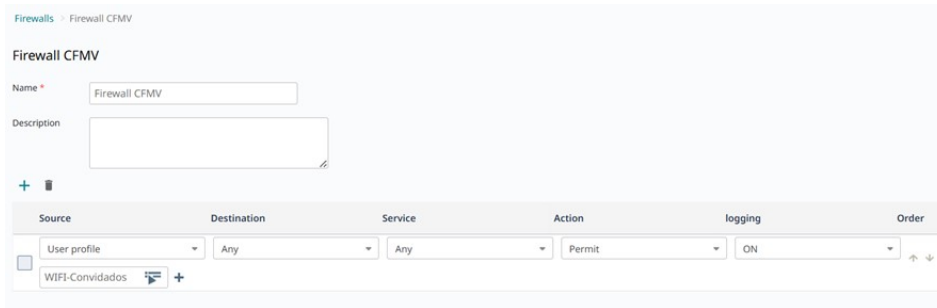 Firewalls > Firewall CFMV
Firewall CFMV
Name * Firewall CFMV
Description
Source Destination Service Action logging Order
User profile Any Any Permit ON
WIFI-Convidados